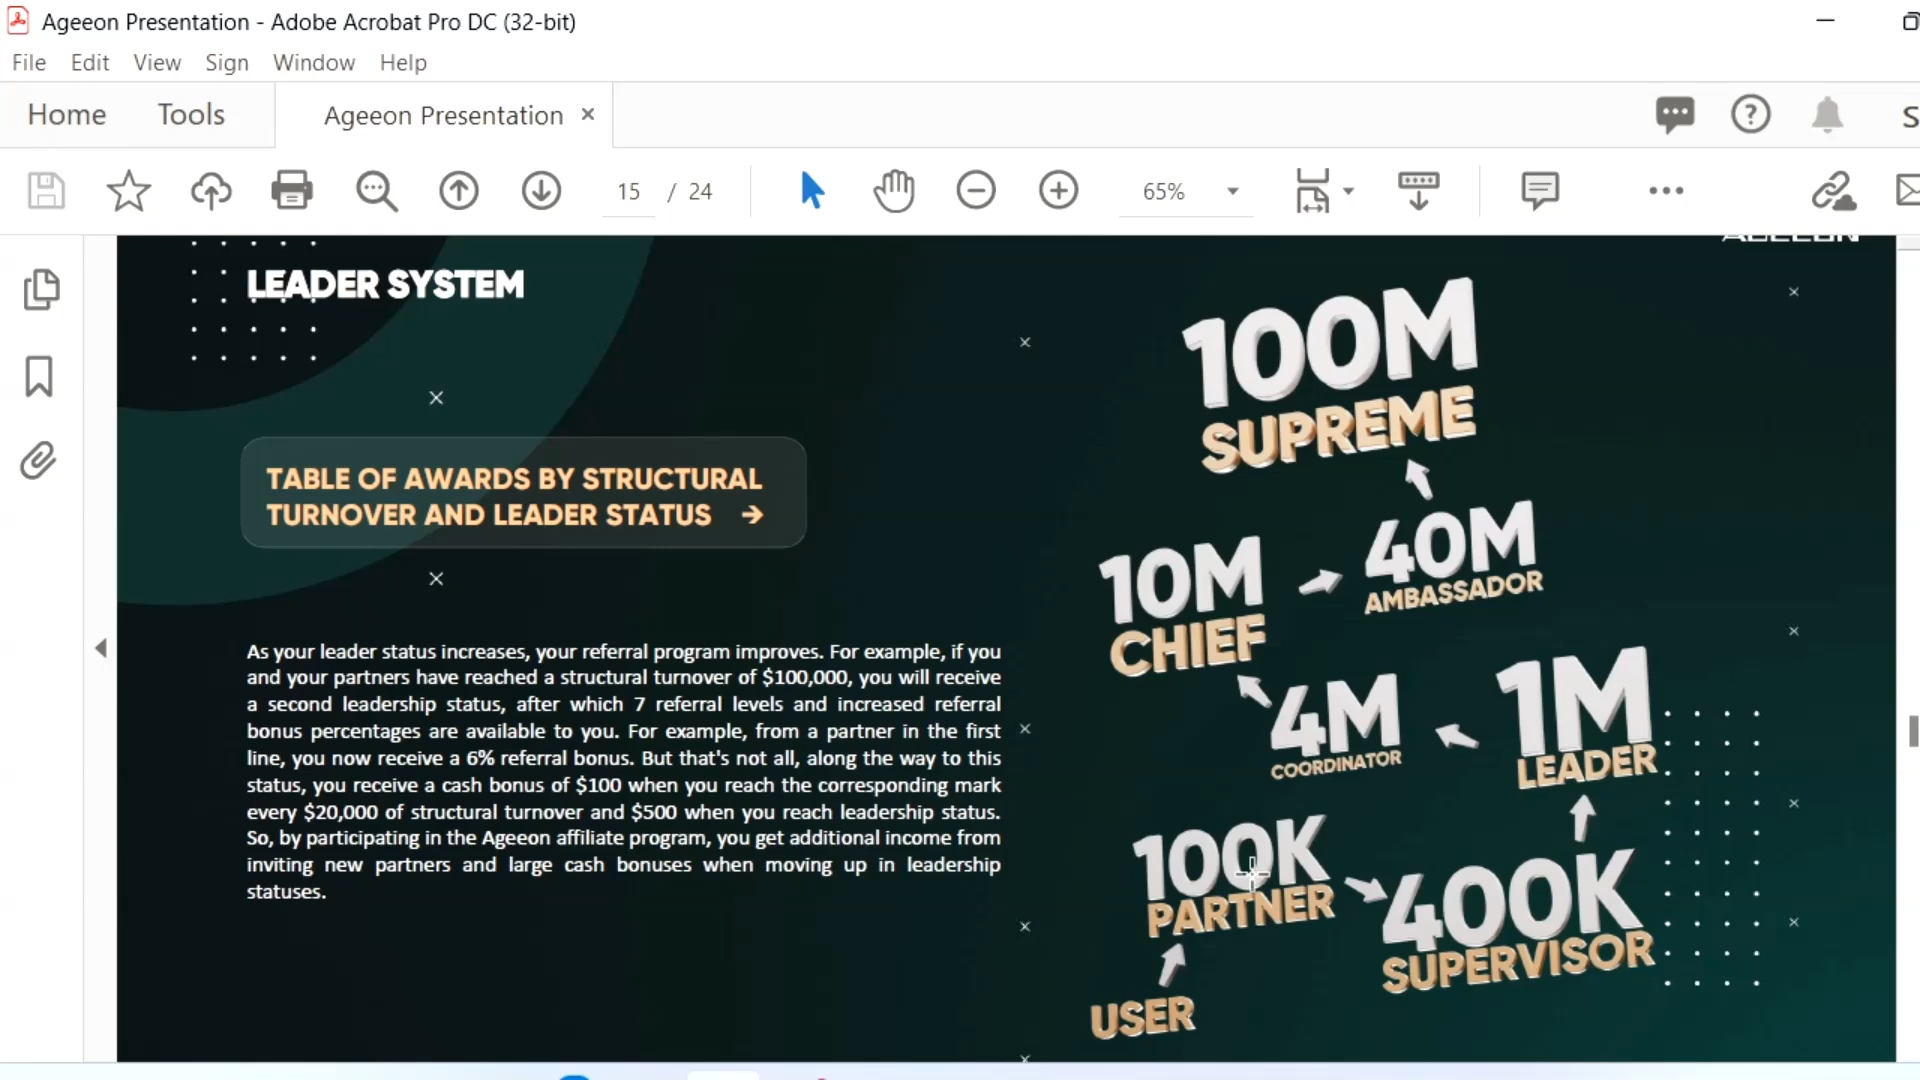 Ageeon Presentation - Adobe Acrobat Pro DC (32-bit)
File Edit View Sign Window Help
Home Tools Ageeon Presentation ×
15 / 24 65%
LEADER SYSTEM
TABLE OF AWARDS BY STRUCTURAL
TURNOVER AND LEADER STATUS →
As your leader status increases, your referral program improves. For example, if you
and your partners have reached a structural turnover of $100,000, you will receive
a second leadership status, after which 7 referral levels and increased referral
bonus percentages are available to you. For example, from a partner in the first
line, you now receive a 6% referral bonus. But that's not all, along the way to this
status, you receive a cash bonus of $100 when you reach the corresponding mark
every $20,000 of structural turnover and $500 when you reach leadership status.
So, by participating in the Ageeon affiliate program, you get additional income from
inviting new partners and large cash bonuses when moving up in leadership
statuses.
100M
SUPREME
40M
AMBASSADOR
10M
CHIEF
4M
COORDINATOR
1M
LEADER
100K
PARTNER
400K
SUPERVISOR
USER